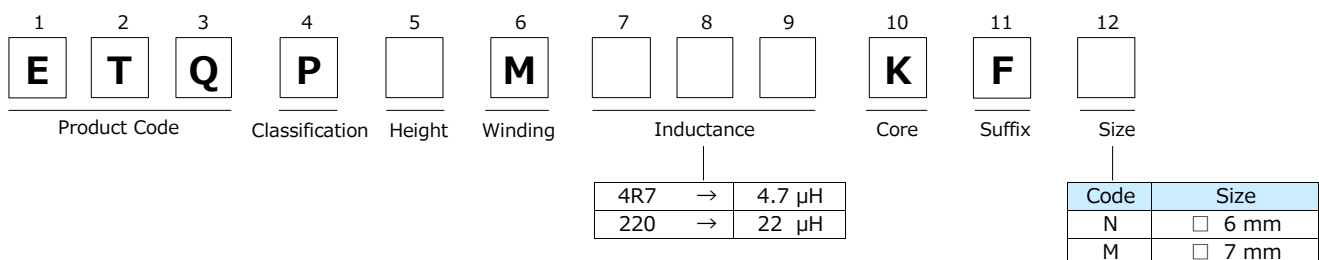 1 2 3 4 5 6 7 8 9 10 11 12
E T Q P M K F
Product Code Classification Height Winding Inductance Core Suffix Size
4R7 → 4.7 μH
220 → 22 μH
Code Size
N □ 6 mm
M □ 7 mm